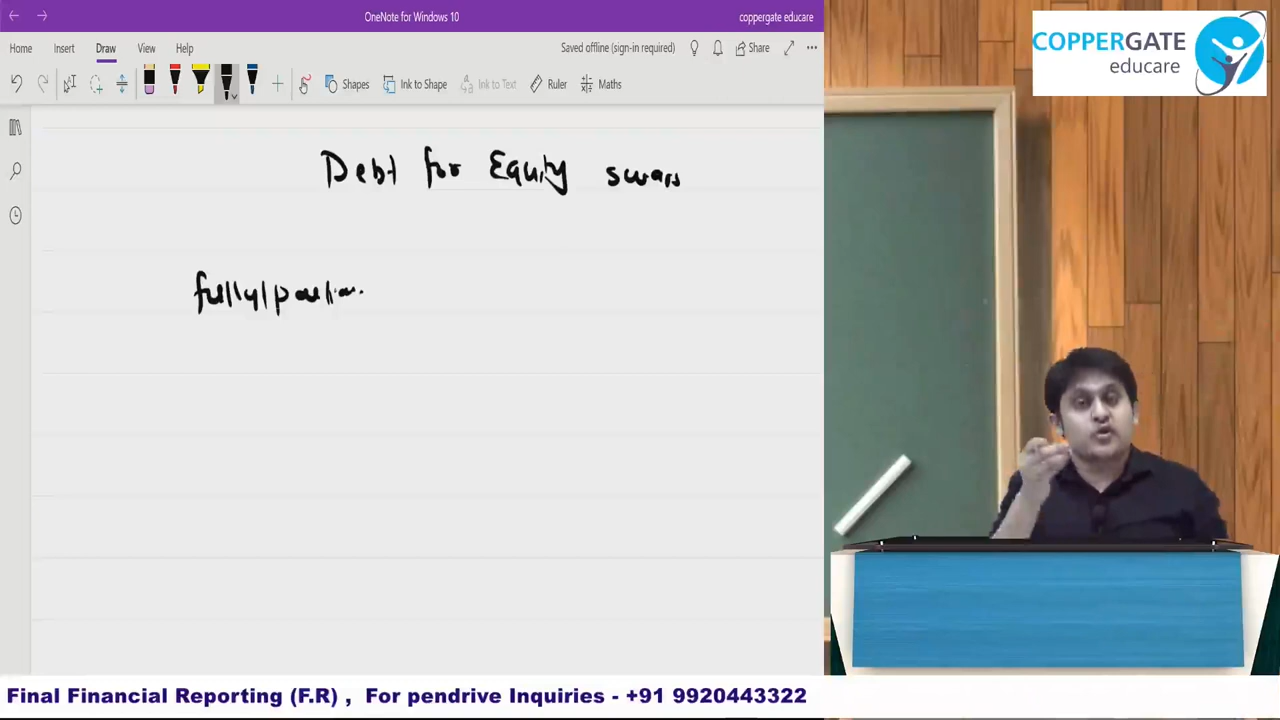 OneNote for Windows 10
coppergate educare
Home Insert Draw View Help
Saved offline (sign-in required) Share
Shapes Ink to Shape Ink to Text Ruler Maths
COPPERGATE
educare
Debt for Equity swaps
fully/partia
Final Financial Reporting (F.R) , For pendrive Inquiries - +91 9920443322